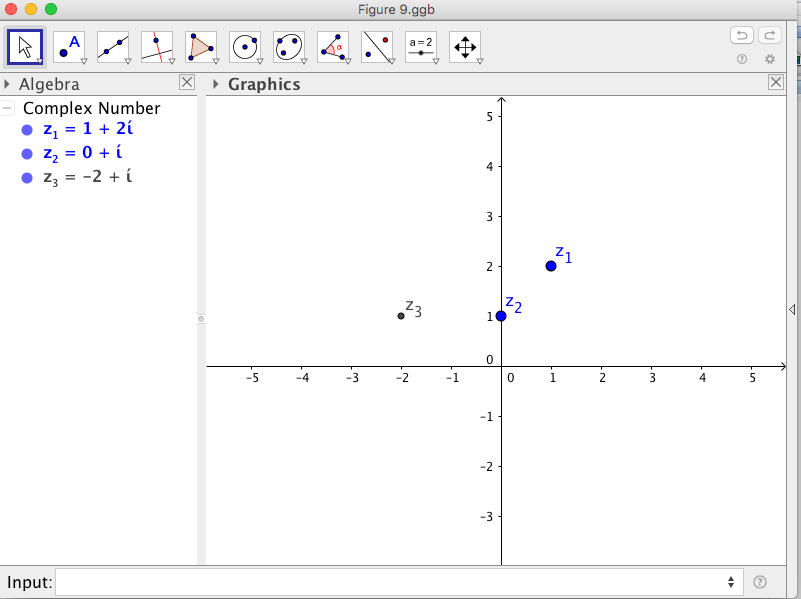 Figure 9.ggb
A
α
a=2
Algebra
Graphics
Complex Number
z₁ = 1 + 2ί
z₂ = 0 + ί
z₃ = -2 + ί
5
4
3
2
1
0
-1
-2
-3
-5 -4 -3 -2 -1 0 1 2 3 4 5
z₁
z₂
z₃
Input: